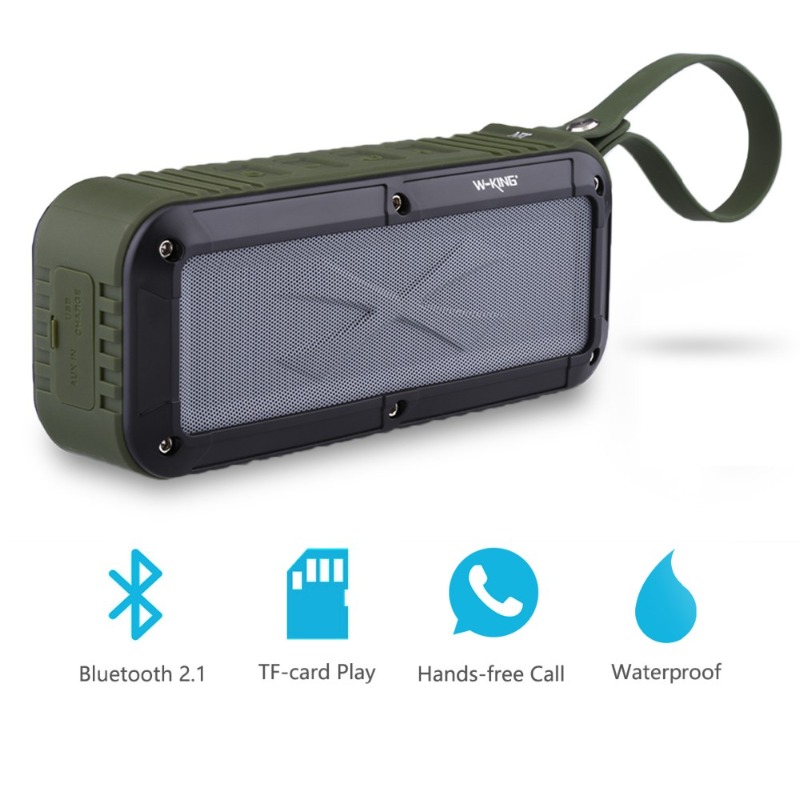 W-KING
Bluetooth 2.1
TF-card Play
Hands-free Call
Waterproof